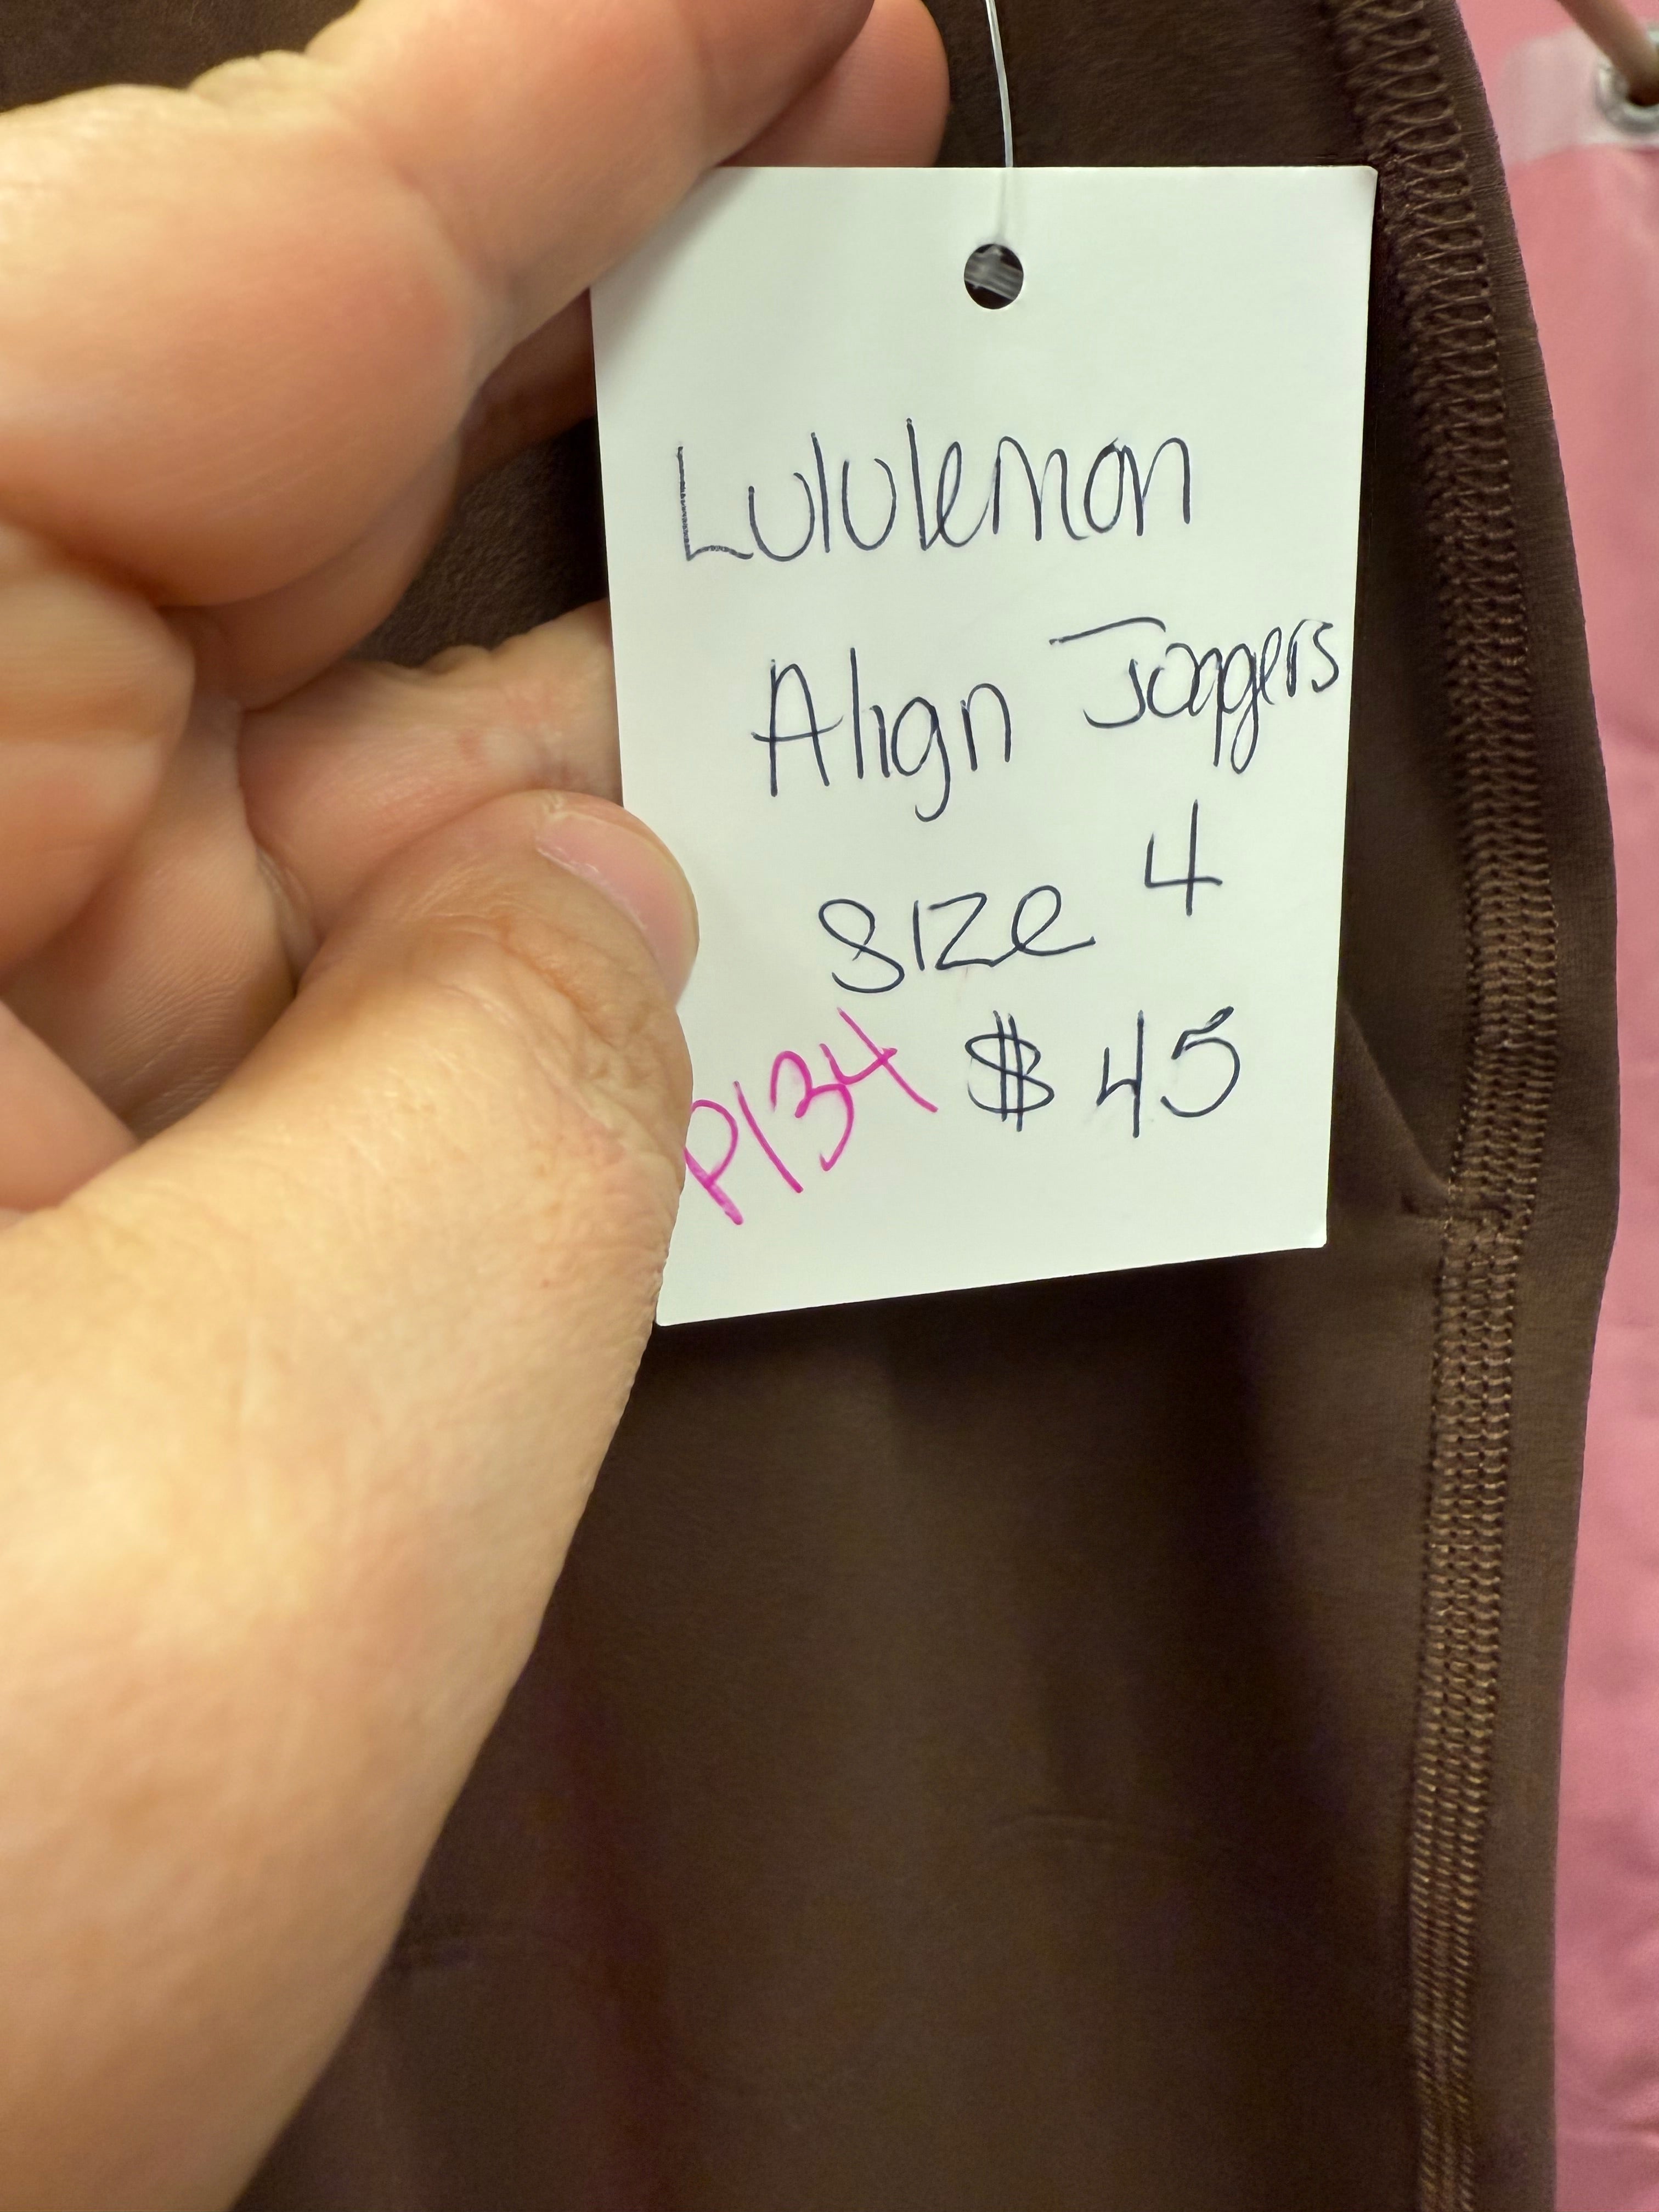 Lululemon
Align Joggers
Size 4
P134 $45